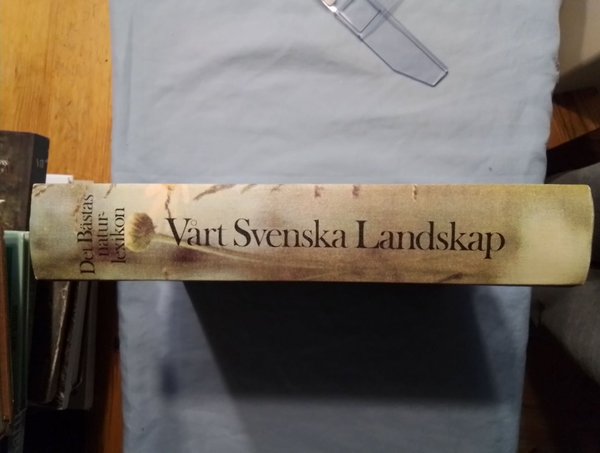 Det Bästas
natur-
lexikon
Vårt Svenska Landskap